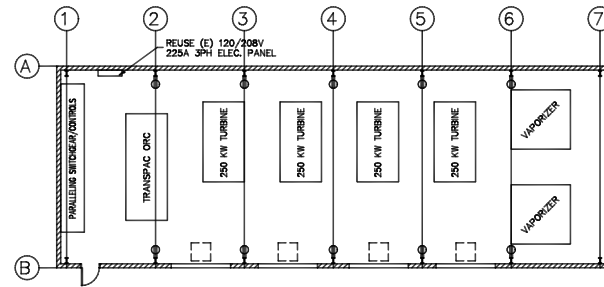 1 2 3 4 5 6 7
REUSE (E) 120/208V
225A 3PH ELEC. PANEL
A
PARALLELING SWITCHGEAR/CONTROLS
TRANSPAC ORC
250 KW TURBINE
250 KW TURBINE
250 KW TURBINE
250 KW TURBINE
VAPORIZER
VAPORIZER
B